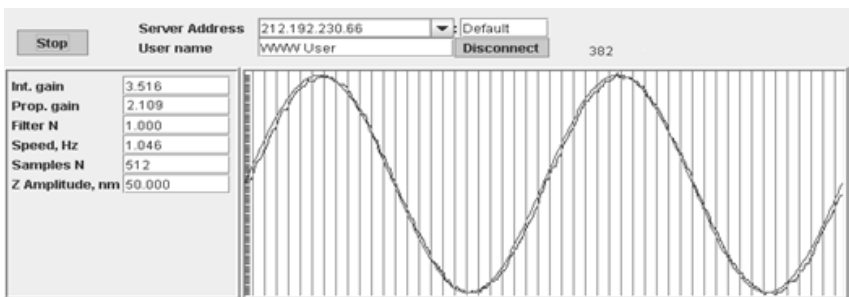 Stop
Server Address 212.192.230.66 : Default
User name WWW User Disconnect 382
Int. gain 3.516
Prop. gain 2.109
Filter N 1.000
Speed, Hz 1.046
Samples N 512
Z Amplitude, nm 50.000